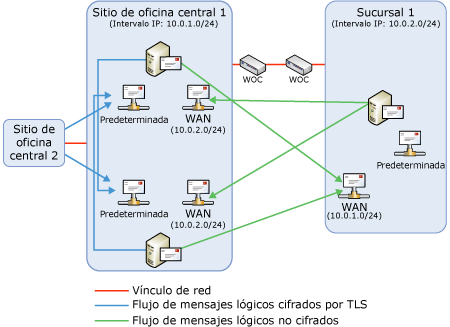 Sitio de oficina central 1
(Intervalo IP: 10.0.1.0/24)
Sucursal 1
(Intervalo IP: 10.0.2.0/24)
WOC
WOC
Predeterminada
WAN
(10.0.2.0/24)
Sitio de
oficina
central 2
Predeterminada
Predeterminada
WAN
(10.0.2.0/24)
WAN
(10.0.1.0/24)
Vínculo de red
Flujo de mensajes lógicos cifrados por TLS
Flujo de mensajes lógicos no cifrados